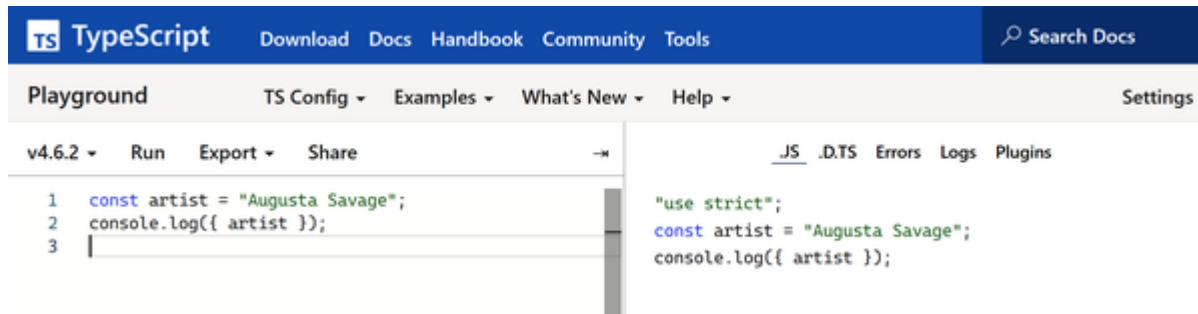 TS TypeScript Download Docs Handbook Community Tools Search Docs
Playground TS Config Examples What's New Help Settings
v4.6.2 Run Export Share
1 const artist = "Augusta Savage";
2 console.log({ artist });
3
.JS .D.TS Errors Logs Plugins
"use strict";
const artist = "Augusta Savage";
console.log({ artist });